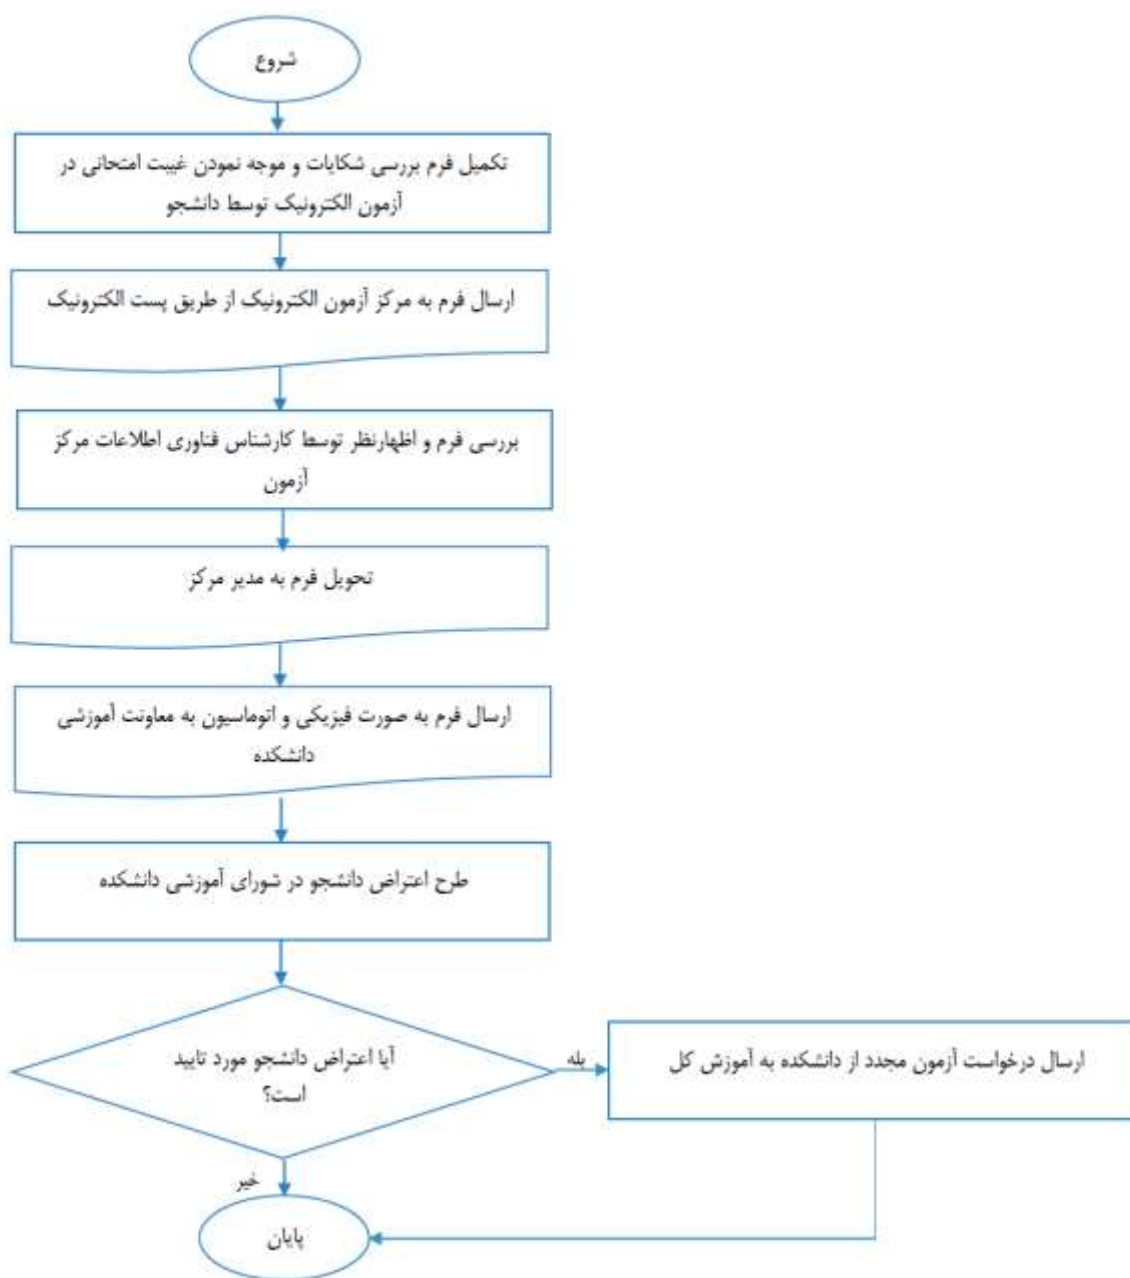 شروع
تکمیل فرم بررسی شکایات و موجه نمودن غیبت امتحانی در
آزمون الکترونیک توسط دانشجو
ارسال فرم به مرکز آزمون الکترونیک از طریق پست الکترونیک
بررسی فرم و اظهارنظر توسط کارشناس فناوری اطلاعات مرکز
آزمون
تحویل فرم به مدیر مرکز
ارسال فرم به صورت فیزیکی و اتوماسیون به معاونت آموزشی
دانشکده
طرح اعتراض دانشجو در شورای آموزشی دانشکده
آیا اعتراض دانشجو مورد تایید
است؟
بله
ارسال درخواست آزمون مجدد از دانشکده به آموزش کل
خیر
پایان